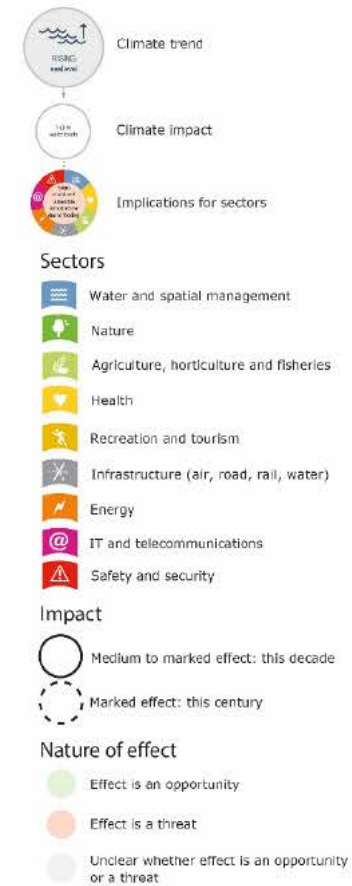 RISING
Climate trend
Climate impact
Implications for sectors
Sectors
Water and spatial management
Nature
Agriculture, horticulture and fisheries
Health
Recreation and tourism
Infrastructure (air, road, rail, water)
Energy
@
IT and telecommunications
Safety and security
Impact
Medium to marked effect: this decade
Marked effect: this century
Nature of effect
Effect is an opportunity
Effect is a threat
Unclear whether effect is an opportunity
or a threat